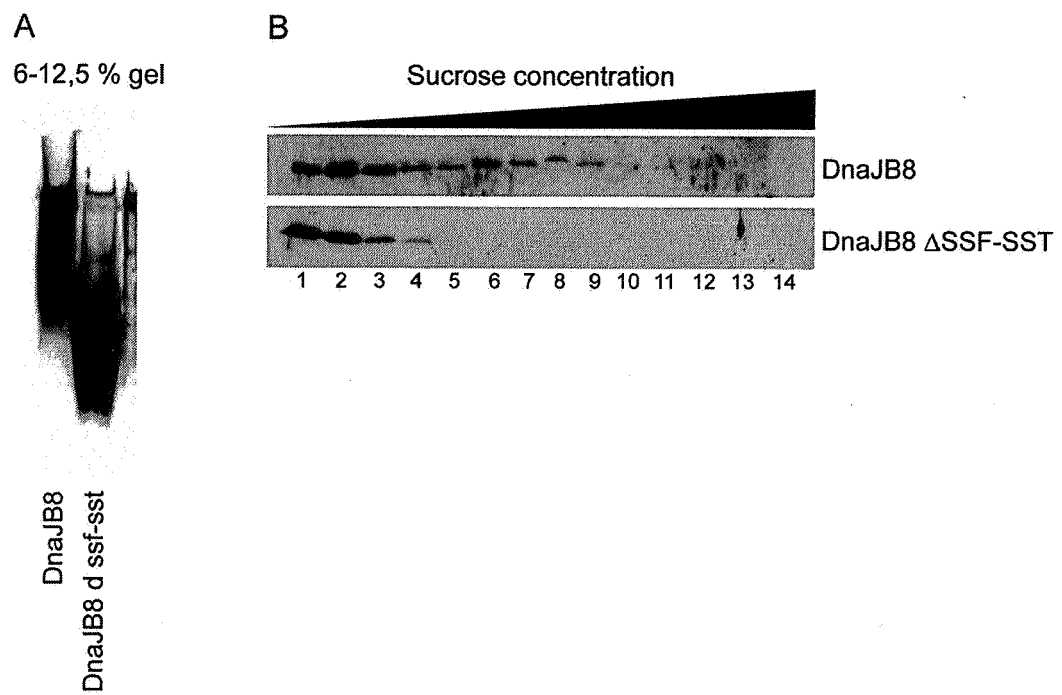 A
6-12,5 % gel
DnaJB8
DnaJB8 d ssf-sst
B
Sucrose concentration
DnaJB8
DnaJB8 ΔSSF-SST
1 2 3 4 5 6 7 8 9 10 11 12 13 14